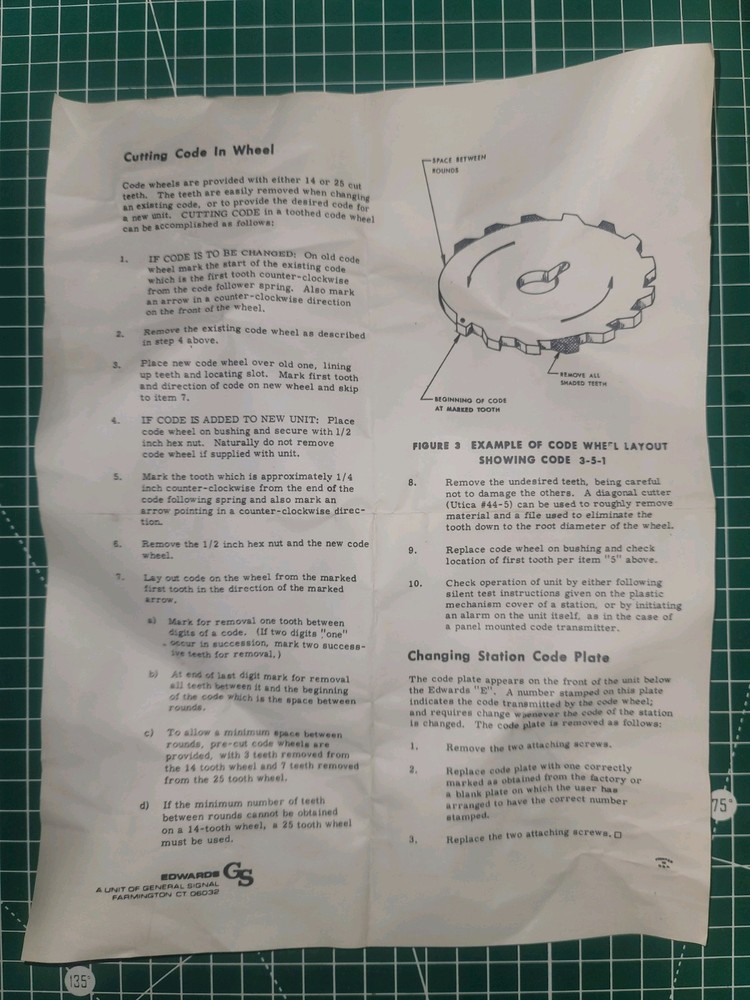 Cutting Code In Wheel
Code wheels are provided with either 14 or 25 cut
teeth. The teeth are easily removed when changing
an existing code, or to provide the desired code for
a new unit. CUTTING CODE in a toothed code wheel
can be accomplished as follows:
1. IF CODE IS TO BE CHANGED: On old code
wheel mark the start of the existing code
which is the first tooth counter-clockwise
from the code follower spring. Also mark
an arrow in a counter-clockwise direction
on the front of the wheel.
2. Remove the existing code wheel as described
in step 4 above.
3. Place new code wheel over old one, lining
up teeth and locating slot. Mark first tooth
and direction of code on new wheel and skip
to item 7.
4. IF CODE IS ADDED TO NEW UNIT: Place
code wheel on bushing and secure with 1/2
inch hex nut. Naturally do not remove
code wheel if supplied with unit.
5. Mark the tooth which is approximately 1/4
inch counter-clockwise from the end of the
code following spring and also mark an
arrow pointing in a counter-clockwise direc-
tion.
6. Remove the 1/2 inch hex nut and the new code
wheel.
7. Lay out code on the wheel from the marked
first tooth in the direction of the marked
arrow.
a) Mark for removal one tooth between
digits of a code. (If two digits "one"
occur in succession, mark two success-
ive teeth for removal.)
b) At end of last digit mark for removal
all teeth between it and the beginning
of the code which is the space between
rounds.
c) To allow a minimum space between
rounds, pre-cut code wheels are
provided, with 3 teeth removed from
the 14 tooth wheel and 7 teeth removed
from the 25 tooth wheel.
d) If the minimum number of teeth
between rounds cannot be obtained
on a 14-tooth wheel, a 25 tooth wheel
must be used.
EDWARDS GS
A UNIT OF GENERAL SIGNAL
FARMINGTON CT 06032
SPACE BETWEEN
ROUNDS
REMOVE ALL
SHADED TEETH
BEGINNING OF CODE
AT MARKED TOOTH
FIGURE 3 EXAMPLE OF CODE WHEEL LAYOUT
SHOWING CODE 3-5-1
8. Remove the undesired teeth, being careful
not to damage the others. A diagonal cutter
(Utica #44-5) can be used to roughly remove
material and a file used to eliminate the
tooth down to the root diameter of the wheel.
9. Replace code wheel on bushing and check
location of first tooth per item "5" above.
10. Check operation of unit by either following
silent test instructions given on the plastic
mechanism cover of a station, or by initiating
an alarm on the unit itself, as in the case of
a panel mounted code transmitter.
Changing Station Code Plate
The code plate appears on the front of the unit below
the Edwards "E". A number stamped on this plate
indicates the code transmitted by the code wheel;
and requires change whenever the code of the station
is changed. The code plate is removed as follows:
1. Remove the two attaching screws.
2. Replace code plate with one correctly
marked as obtained from the factory or
a blank plate on which the user has
arranged to have the correct number
stamped.
3. Replace the two attaching screws.
75°
135°